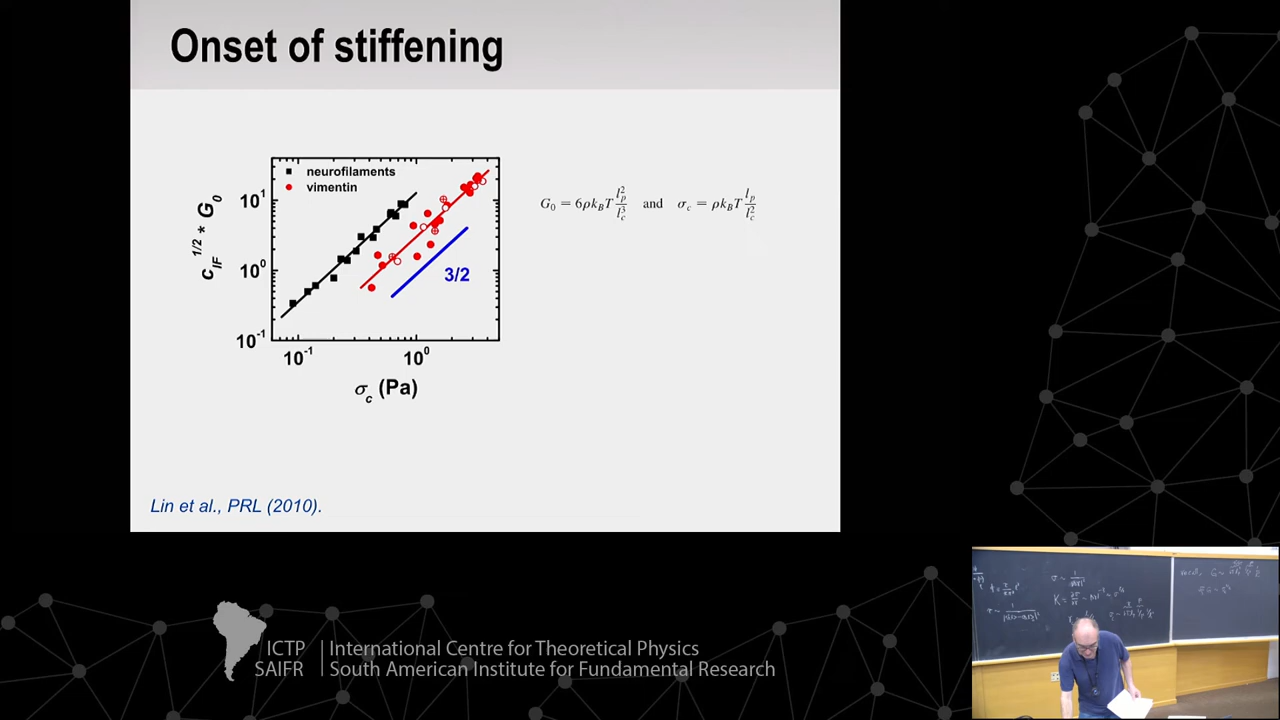 Onset of stiffening
neurofilaments
vimentin
c_IF^1/2 * G_0
10^1
10^0
10^-1
3/2
10^-1 10^0
σ_c (Pa)
G_0 = 6ρk_BT l_p^2/l_c^3 and σ_c = ρk_BT l_p/l_c^2
Lin et al., PRL (2010).
ICTP
SAIFR
International Centre for Theoretical Physics
South American Institute for Fundamental Research